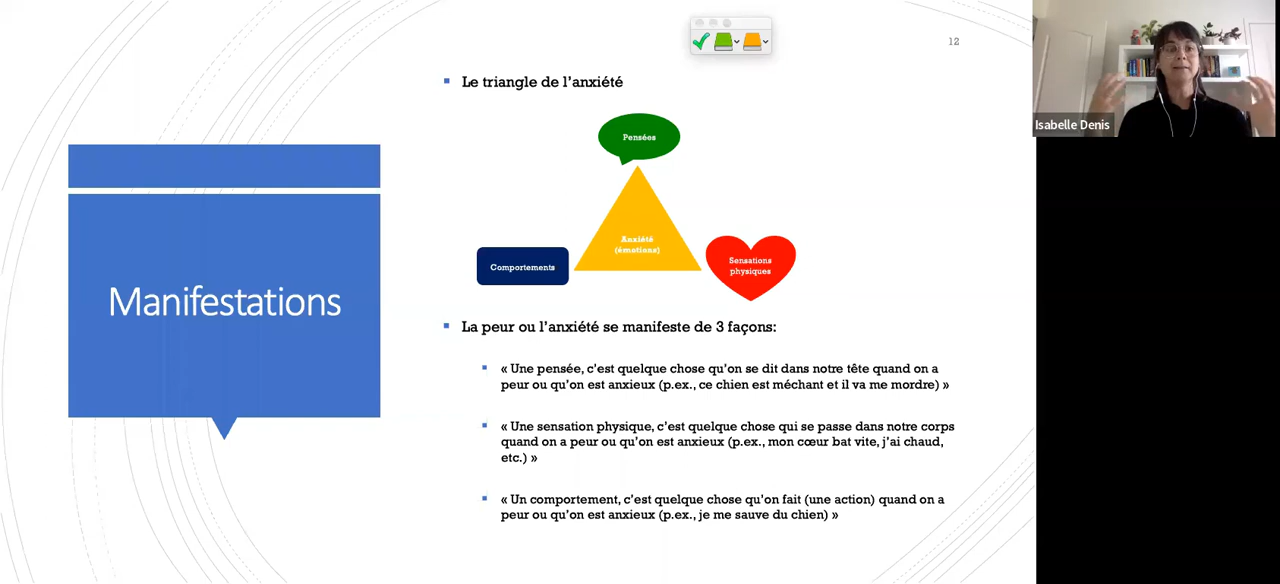 12
Le triangle de l’anxiété
Pensées
Anxiété
(émotions)
Comportements
Sensations
physiques
Manifestations
La peur ou l’anxiété se manifeste de 3 façons:
« Une pensée, c’est quelque chose qu’on se dit dans notre tête quand on a
peur ou qu’on est anxieux (p.ex., ce chien est méchant et il va me mordre) »
« Une sensation physique, c’est quelque chose qui se passe dans notre corps
quand on a peur ou qu’on est anxieux (p.ex., mon cœur bat vite, j’ai chaud,
etc.) »
« Un comportement, c’est quelque chose qu’on fait (une action) quand on a
peur ou qu’on est anxieux (p.ex., je me sauve du chien) »
Isabelle Denis